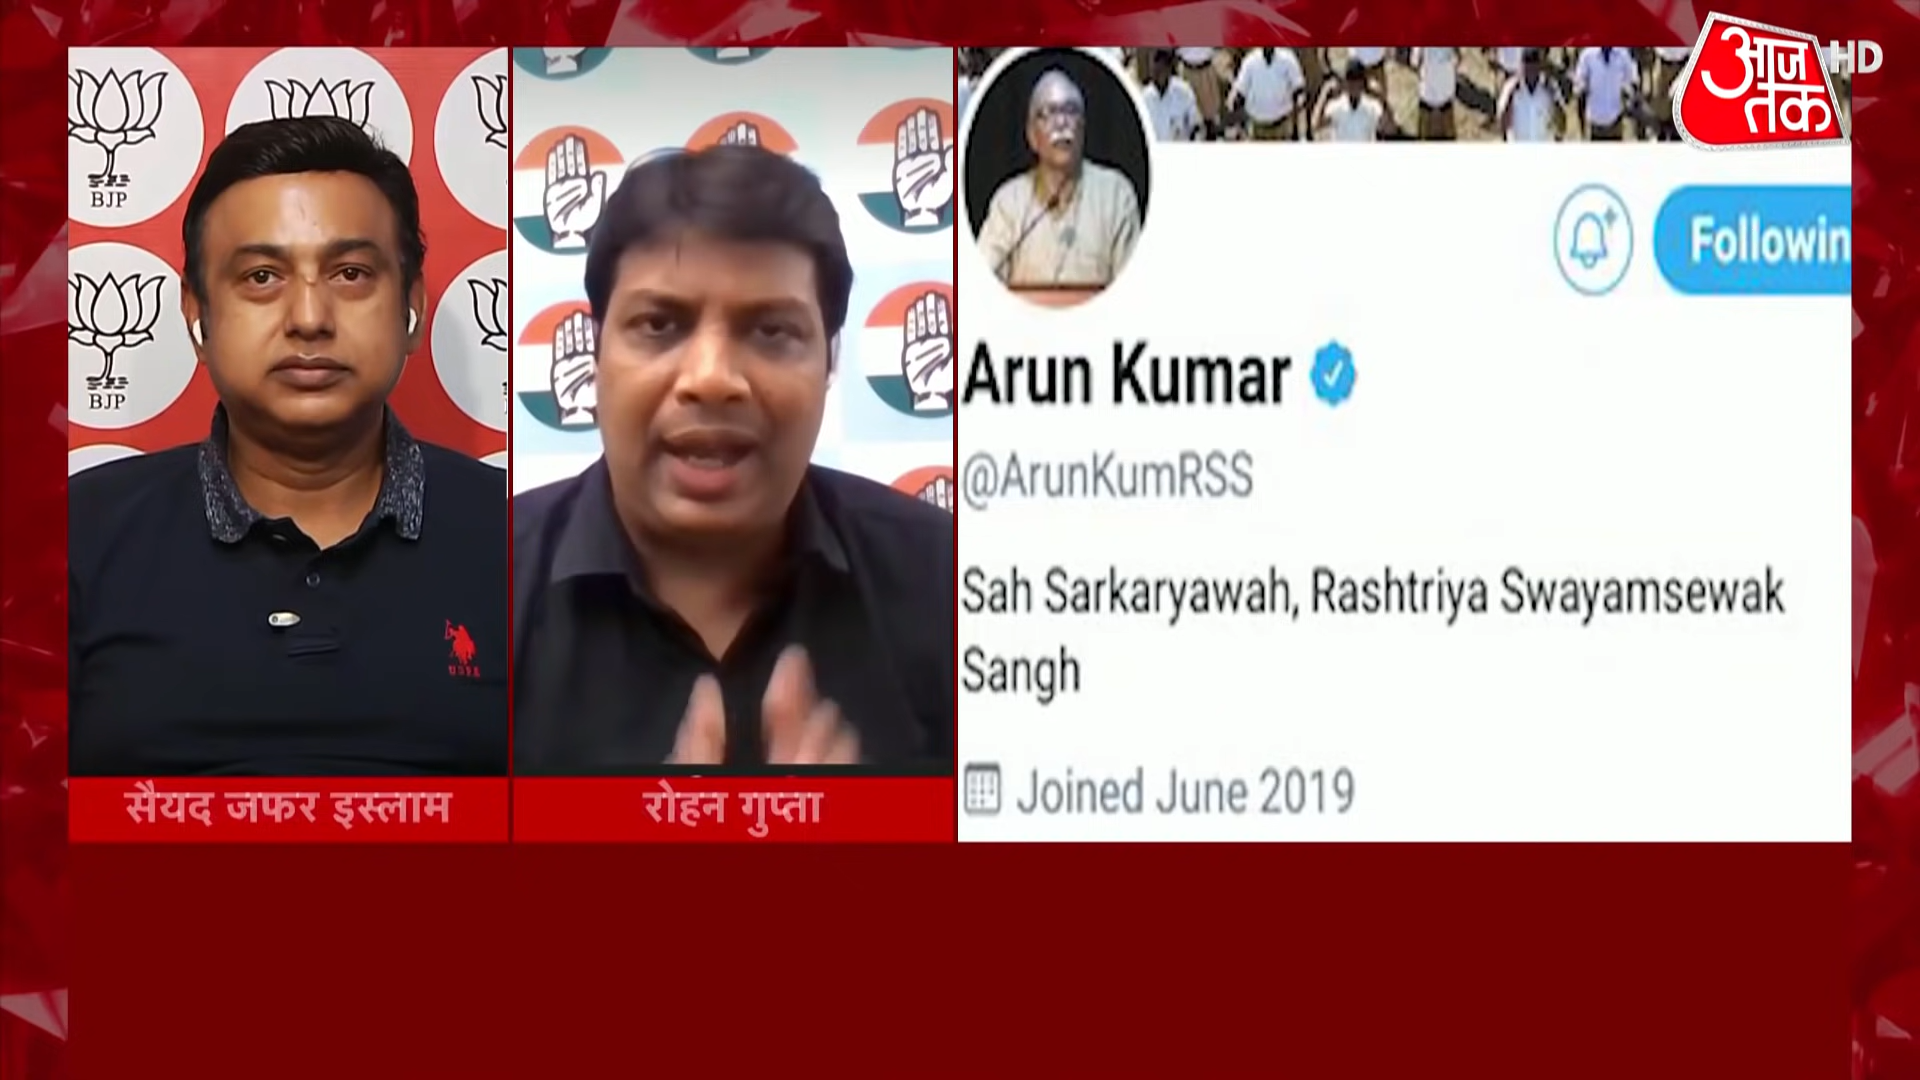 आज तक HD
BJP
BJP
सैयद जफर इस्लाम
रोहन गुप्ता
Followin
Arun Kumar
@ArunKumRSS
Sah Sarkaryawah, Rashtriya Swayamsewak
Sangh
Joined June 2019